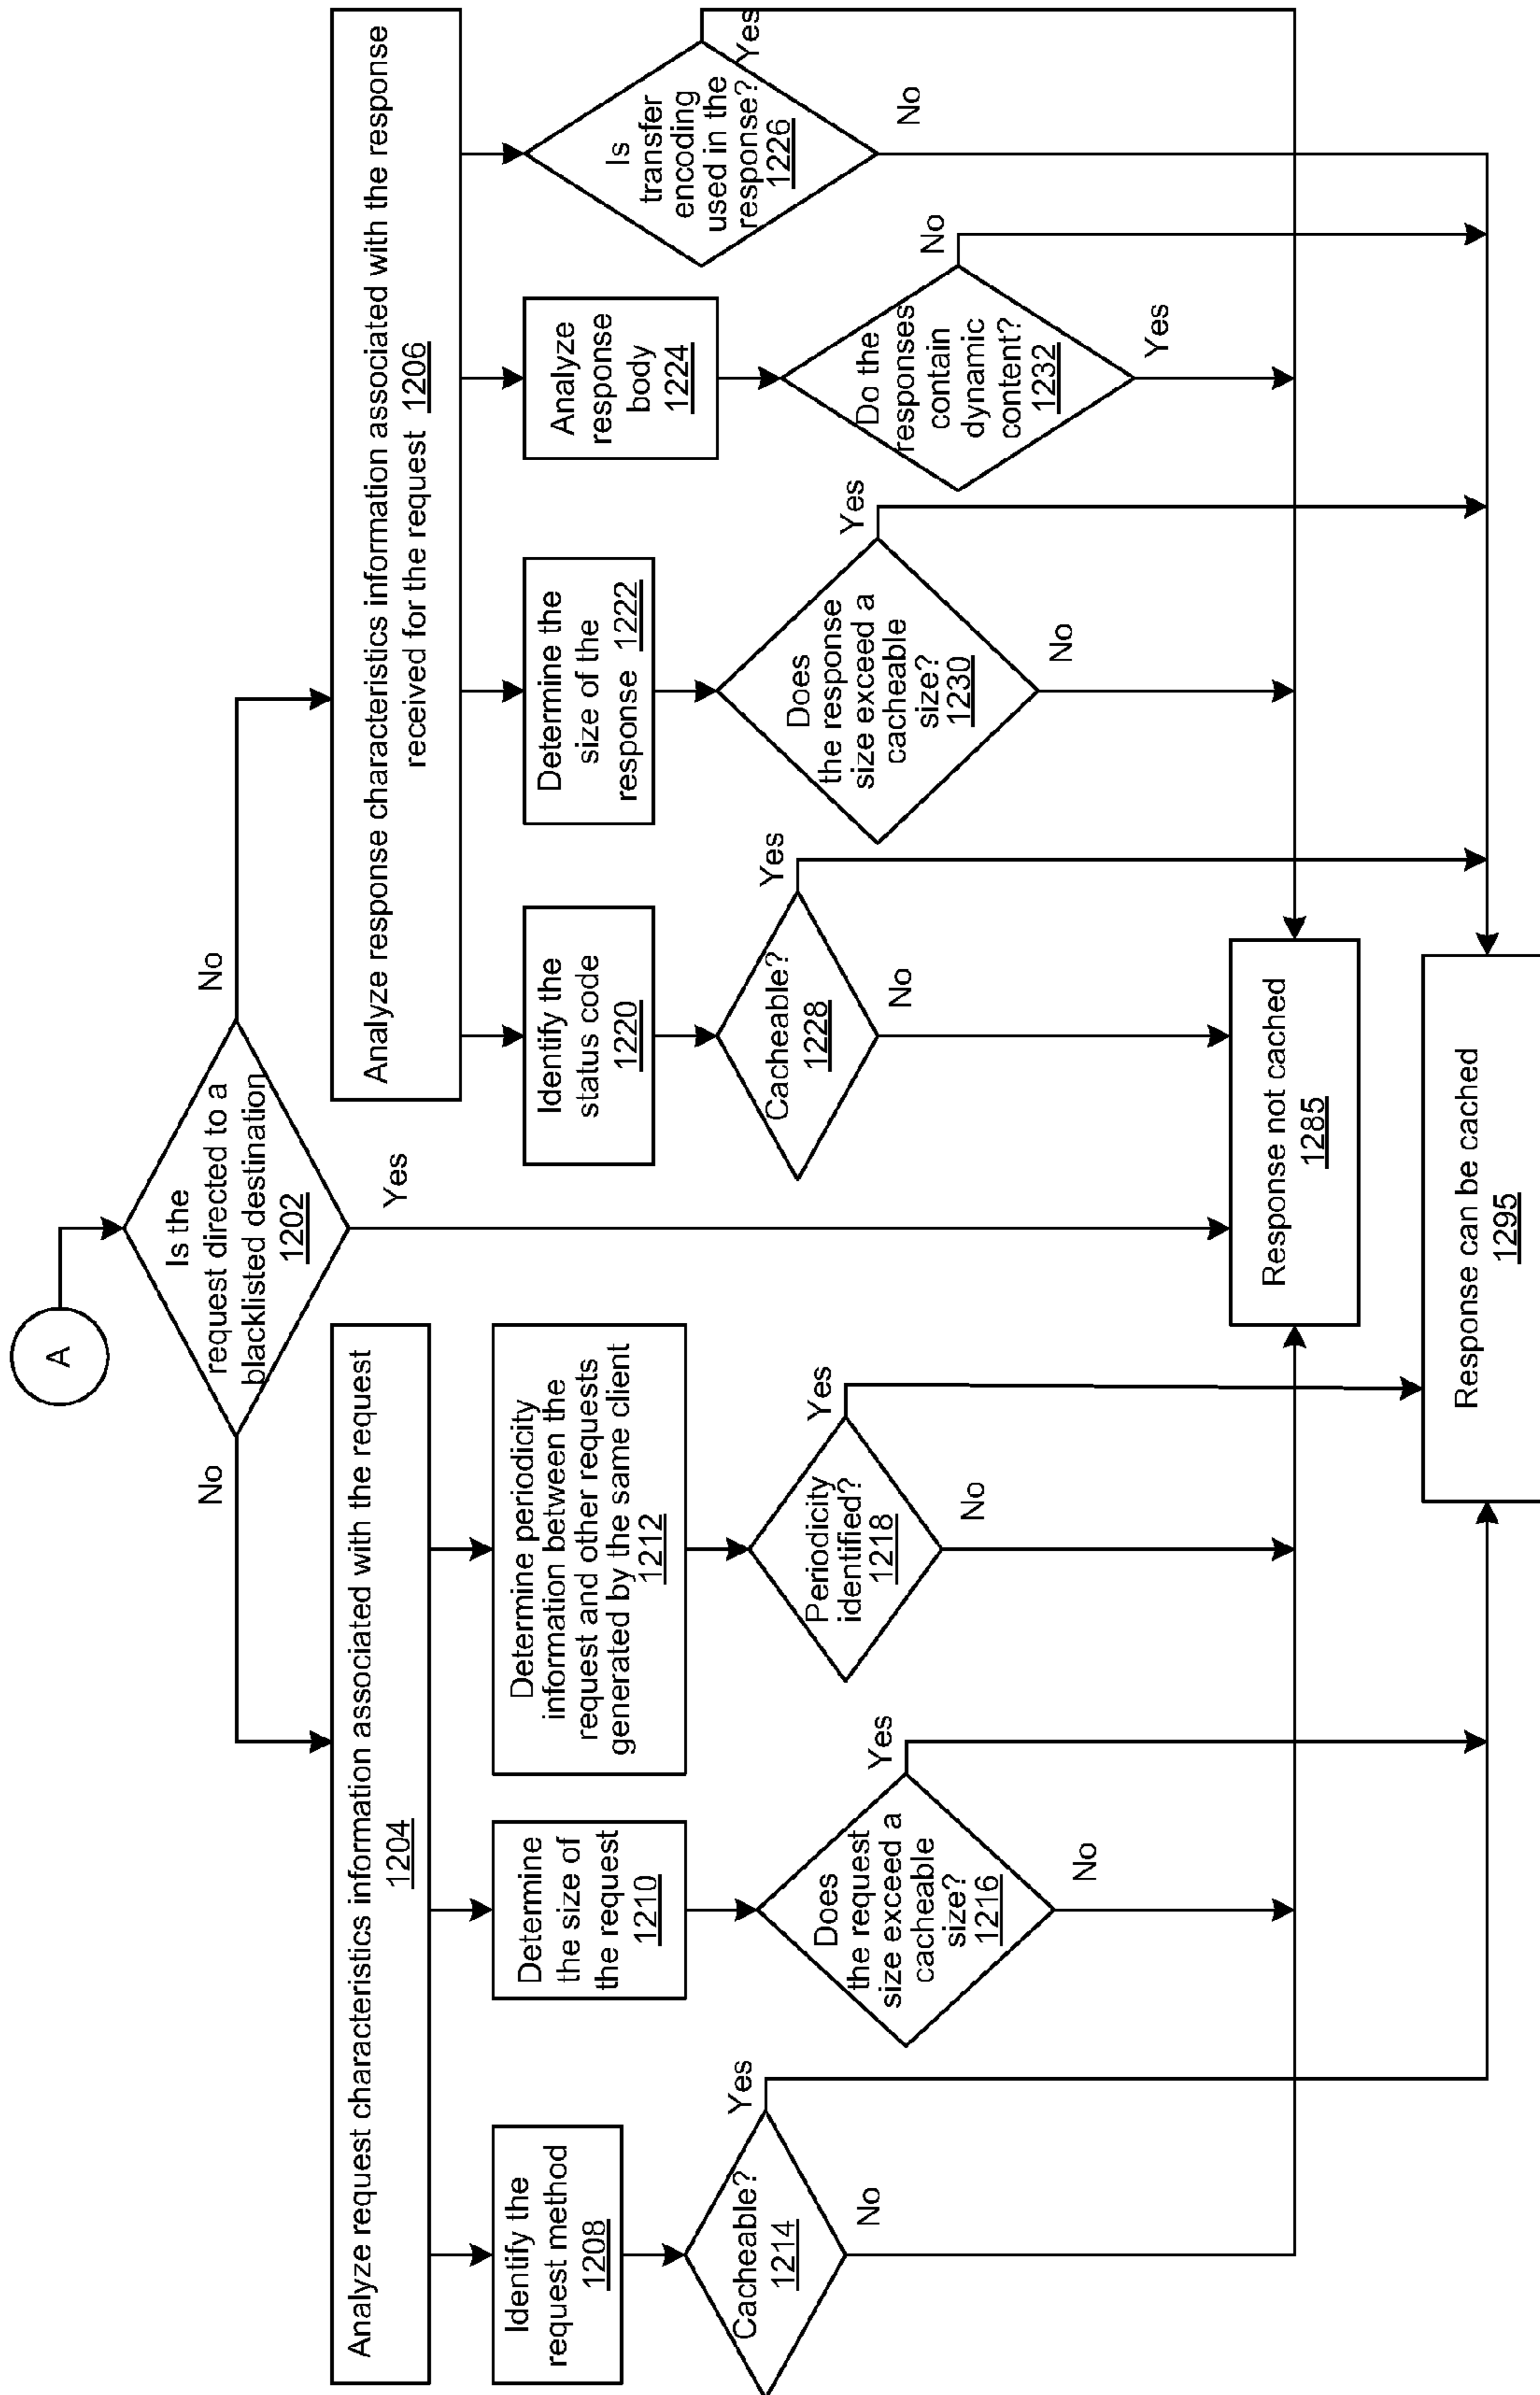 A
Is the
request directed to a
blacklisted destination
1202
No
No
Yes
Analyze request characteristics information associated with the request
1204
Analyze response characteristics information associated with the response
received for the request 1206
Identify the
request method
1208
Determine
the size of
the request
1210
Determine periodicity
information between the
request and other requests
generated by the same client
1212
Identify the
status code
1220
Determine the
size of the
response 1222
Analyze
response
body
1224
Is
transfer
encoding
used in the
response?
1226
Yes
No
Cacheable?
1214
Yes
No
Does
the request
size exceed a
cacheable
size?
1216
Yes
No
Periodicity
identified?
1218
Yes
No
Cacheable?
1228
Yes
No
Does
the response
size exceed a
cacheable
size?
1230
Yes
No
Do the
responses
contain
dynamic
content?
1232
No
Yes
Response not cached
1285
Response can be cached
1295